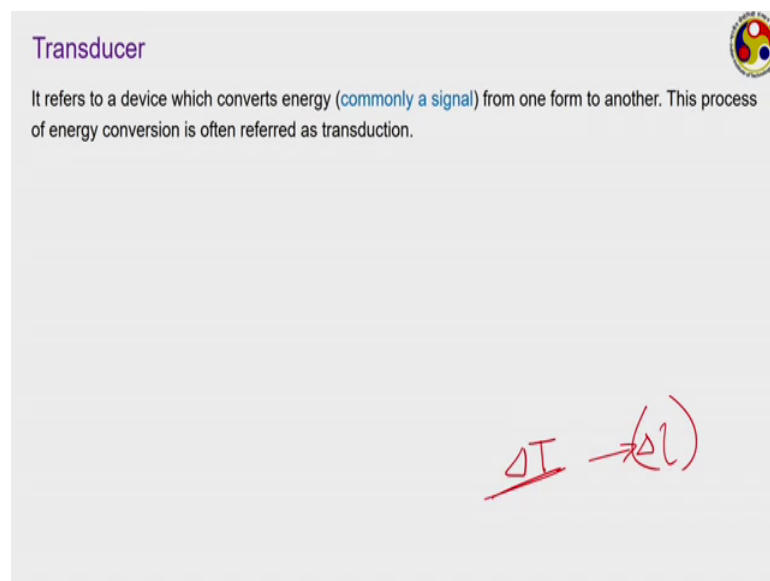 Transducer
It refers to a device which converts energy (commonly a signal) from one form to another. This process
of energy conversion is often referred as transduction.
ΔT → (Δl)